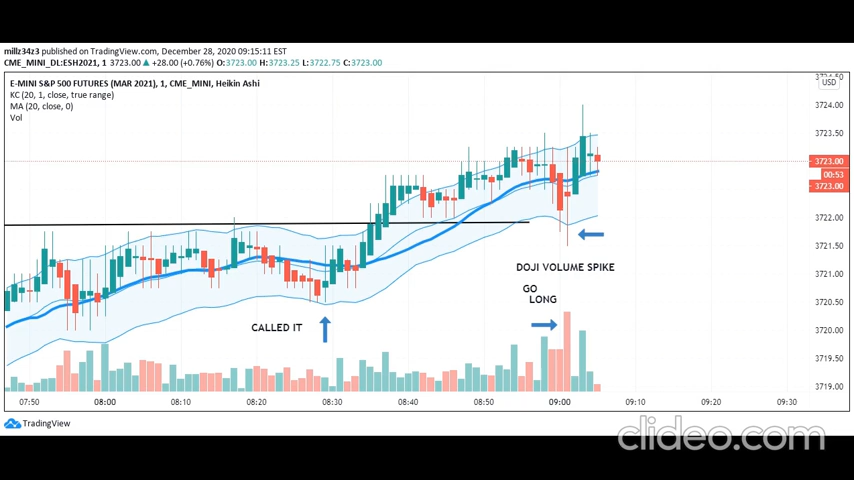 millz34z3 published on TradingView.com, December 28, 2020 09:15:11 EST
CME_MINI_DL:ESH2021, 1 3723.00 ▲ +28.00 (+0.76%) O:3723.00 H:3723.25 L:3722.75 C:3723.00
E-MINI S&P 500 FUTURES (MAR 2021), 1, CME_MINI, Heikin Ashi
KC (20, 1, close, true range)
MA (20, close, 0)
Vol
3724.50
USD
3724.00
3723.50
3723.00
00:53
3723.00
3722.00
3721.50
3721.00
3720.50
3720.00
3719.50
3719.00
DOJI VOLUME SPIKE
GO
LONG
CALLED IT
07:50 08:00 08:10 08:20 08:30 08:40 08:50 09:00 09:10 09:20 09:30
TradingView
clideo.com